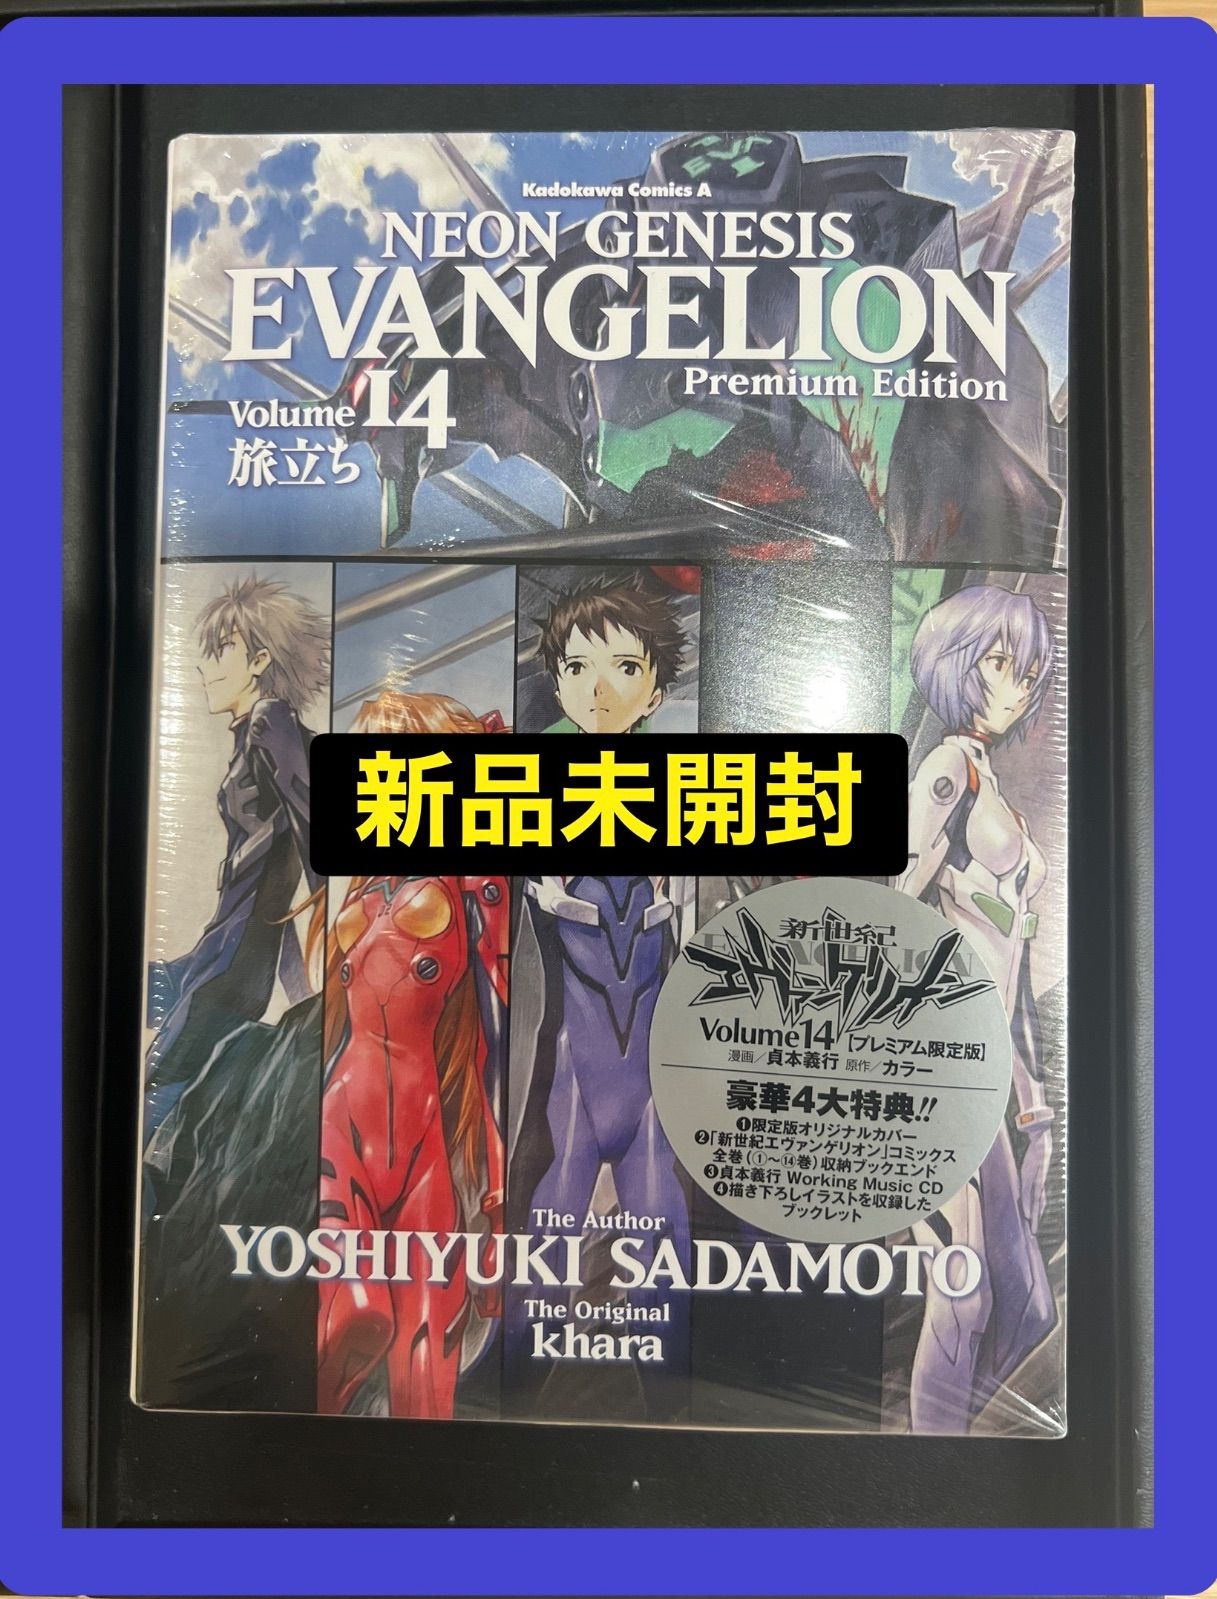 Kadokawa Comics A
NEON GENESIS
EVANGELION
Premium Edition
Volume 14
旅立ち
新品未開封
新世紀
エヴァンゲリオン
Volume14【プレミアム限定版】
漫画/貞本義行 原作/カラー
豪華4大特典!!
❶限定版オリジナルカバー
❷「新世紀エヴァンゲリオン」コミックス
全巻(①〜⑭巻)収納ブックエンド
❸貞本義行 Working Music CD
❹描き下ろしイラストを収録した
ブックレット
The Author
YOSHIYUKI SADAMOTO
The Original
khara